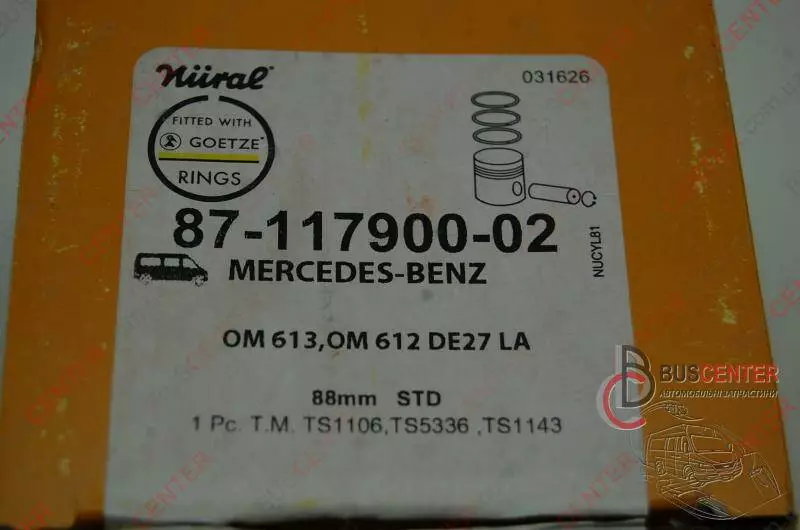 Nüral
031626
FITTED WITH
GOETZE
RINGS
87-117900-02
NUCYL81
MERCEDES-BENZ
OM 613,OM 612 DE27 LA
88mm STD
1 Pc. T.M. TS1106,TS5336 ,TS1143
BUSCENTER
АВТОМОБІЛЬНІ ЗАПЧАСТИНИ